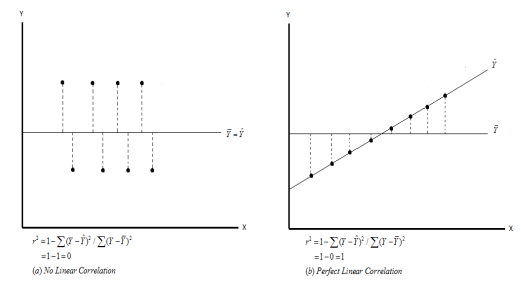 Y
Ȳ = Ŷ
X
r² = 1 − ∑(Y − Ŷ)² / ∑(Y − Ȳ)²
= 1 − 1 = 0
(a) No Linear Correlation
Y
Ŷ
Ȳ
X
r² = 1 − ∑(Y − Ŷ)² / ∑(Y − Ȳ)²
= 1 − 0 = 1
(b) Perfect Linear Correlation